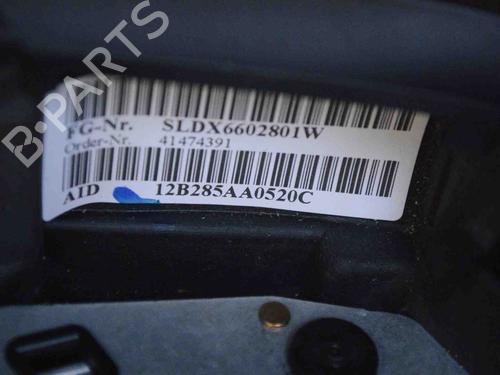 B-PARTS
FG-Nr. SLDX6602801W
Order-Nr. 41474391
AID 12B285AA0520C